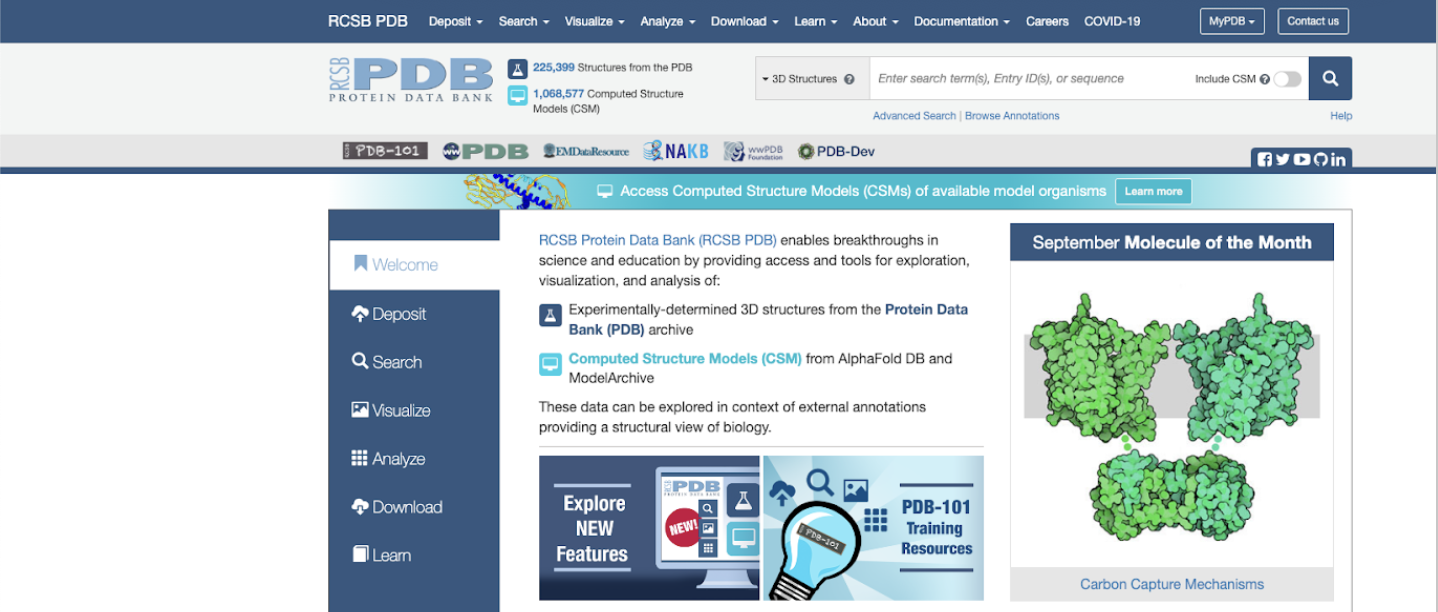 RCSB PDB Deposit Search Visualize Analyze Download Learn About Documentation Careers COVID-19 MyPDB Contact us
RCSB PDB
PROTEIN DATA BANK
225,399 Structures from the PDB
1,068,577 Computed Structure
Models (CSM)
3D Structures Enter search term(s), Entry ID(s), or sequence Include CSM
Advanced Search | Browse Annotations Help
PDB-101 wwPDB EMDataResource NAKB wwPDB Foundation PDB-Dev
Access Computed Structure Models (CSMs) of available model organisms Learn more
Welcome
Deposit
Search
Visualize
Analyze
Download
Learn
RCSB Protein Data Bank (RCSB PDB) enables breakthroughs in
science and education by providing access and tools for exploration,
visualization, and analysis of:
Experimentally-determined 3D structures from the Protein Data
Bank (PDB) archive
Computed Structure Models (CSM) from AlphaFold DB and
ModelArchive
These data can be explored in context of external annotations
providing a structural view of biology.
Explore
NEW
Features
RCSB PDB
PROTEIN DATA BANK
NEW!
PDB-101
PDB-101
Training
Resources
September Molecule of the Month
Carbon Capture Mechanisms